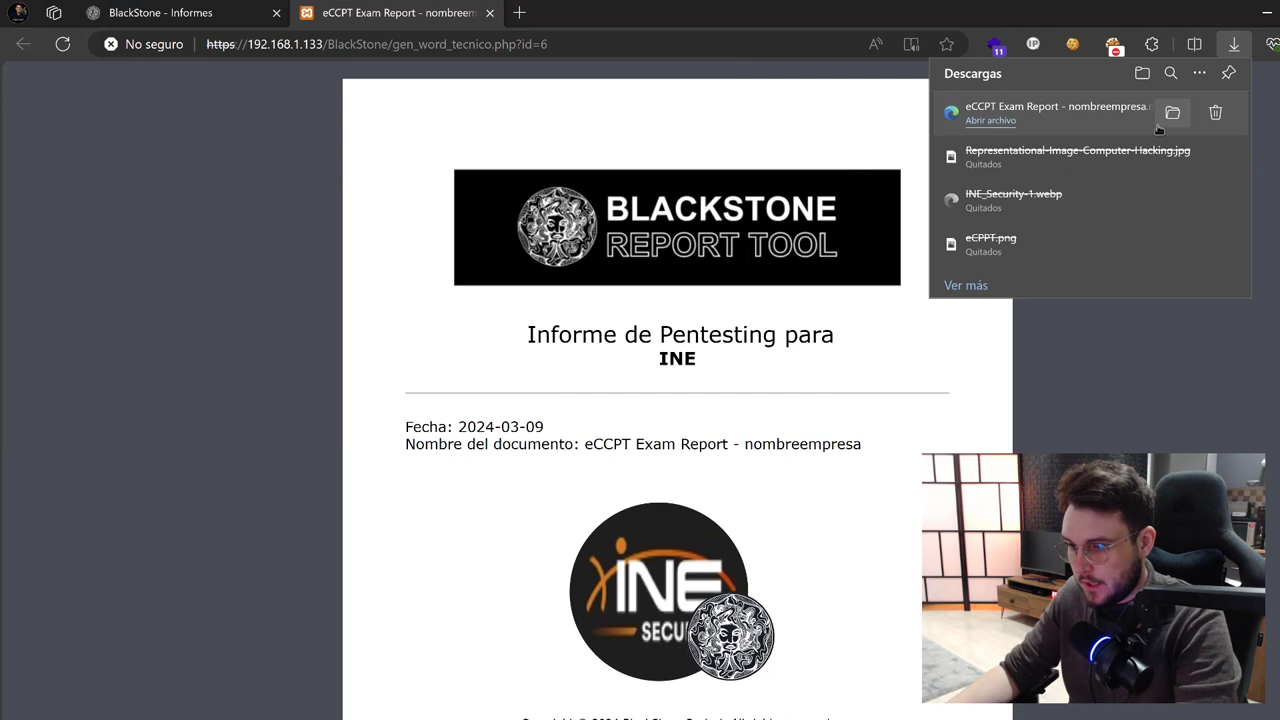 BlackStone - Informes
eCCPT Exam Report - nombreem
No seguro
https://192.168.1.133/BlackStone/gen_word_tecnico.php?id=6
11
IP
Descargas
eCCPT Exam Report - nombreempresa.
Abrir archivo
Representational-Image-Computer-Hacking.jpg
Quitados
INE_Security-1.webp
Quitados
eCPPT.png
Quitados
Ver más
BLACKSTONE
REPORT TOOL
Informe de Pentesting para
INE
Fecha: 2024-03-09
Nombre del documento: eCCPT Exam Report - nombreempresa
INE
SECU